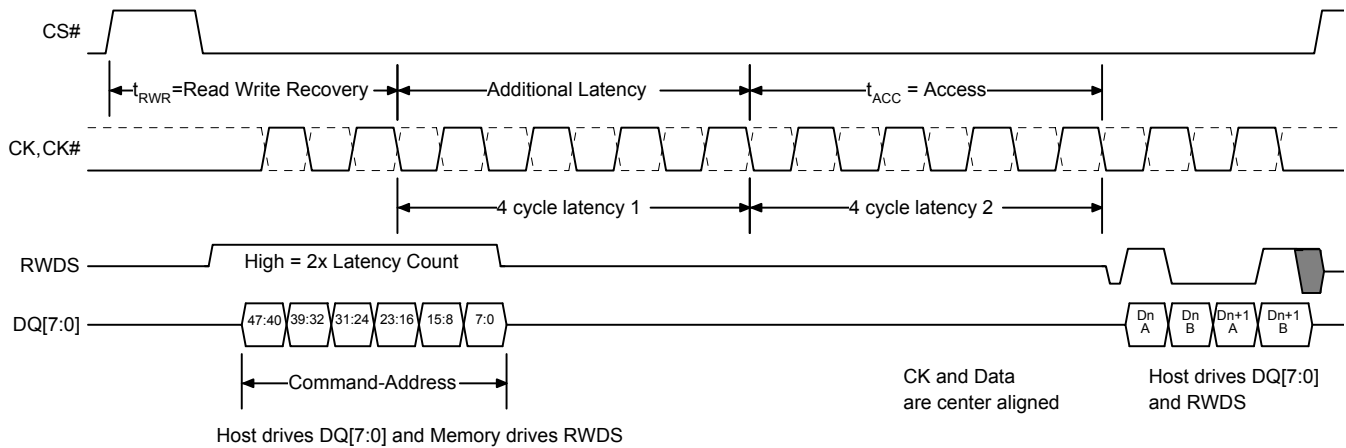 CS#
t_RWR=Read Write Recovery
Additional Latency
t_ACC = Access
CK,CK#
4 cycle latency 1
4 cycle latency 2
RWDS
High = 2x Latency Count
DQ[7:0]
47:40 39:32 31:24 23:16 15:8 7:0
Dn A
Dn B
Dn+1 A
Dn+1 B
Command-Address
CK and Data
are center aligned
Host drives DQ[7:0]
and RWDS
Host drives DQ[7:0] and Memory drives RWDS